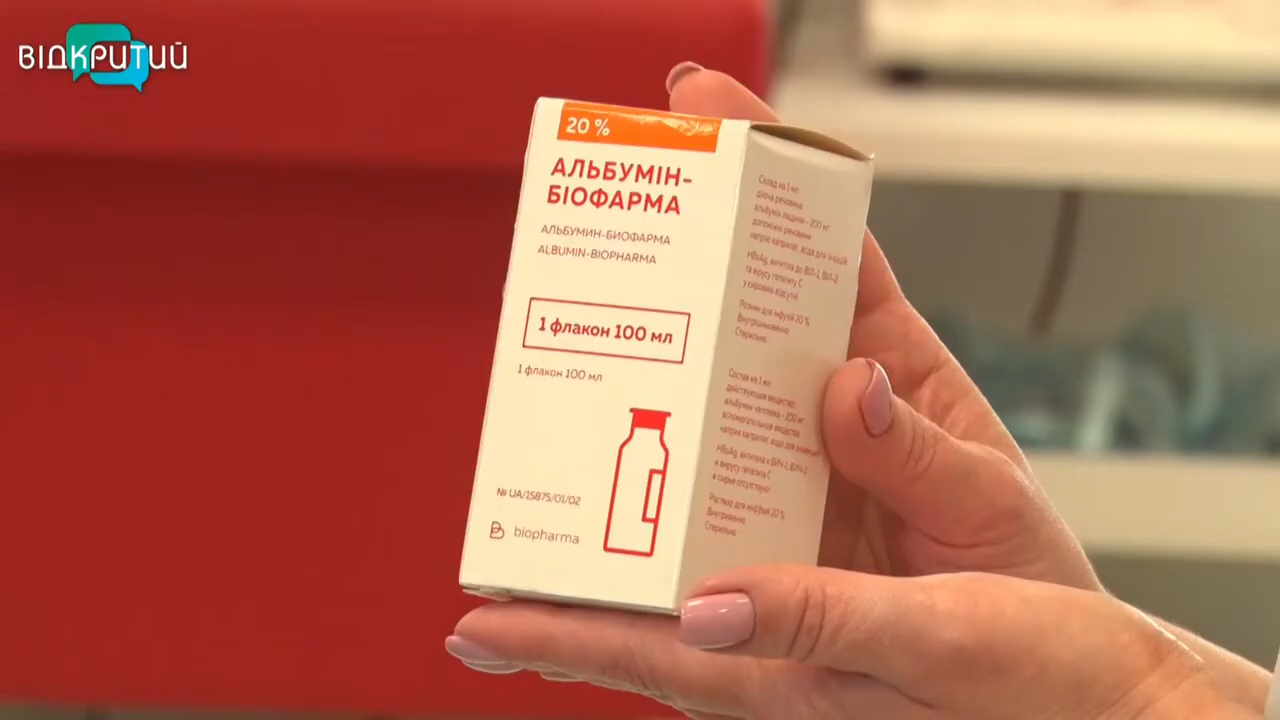 ВІДКРИТИЙ
20 %
АЛЬБУМІН-
БІОФАРМА
АЛЬБУМИН-БИОФАРМА
ALBUMIN-BIOPHARMA
1 флакон 100 мл
1 флакон 100 мл
№ UA/15875/01/02
biopharma
Склад на 1 мл:
діюча речовина:
альбумін людини - 200 мг;
допоміжні речовини:
натрію каприлат, вода для ін'єкцій
HBsAg, антитіла до ВІЛ-1, ВІЛ-2
та вірусу гепатиту С
у сировині відсутні
Розчин для інфузій 20 %
Внутрішньовенно
Стерильно
Состав на 1 мл:
действующее вещество:
альбумин человека - 200 мг;
вспомогательные вещества:
натрия каприлат, вода для инъекций
HBsAg, антитела к ВИЧ-1, ВИЧ-2
и вирусу гепатита С
в сырье отсутствуют
Раствор для инфузий 20 %
Внутривенно
Стерильно